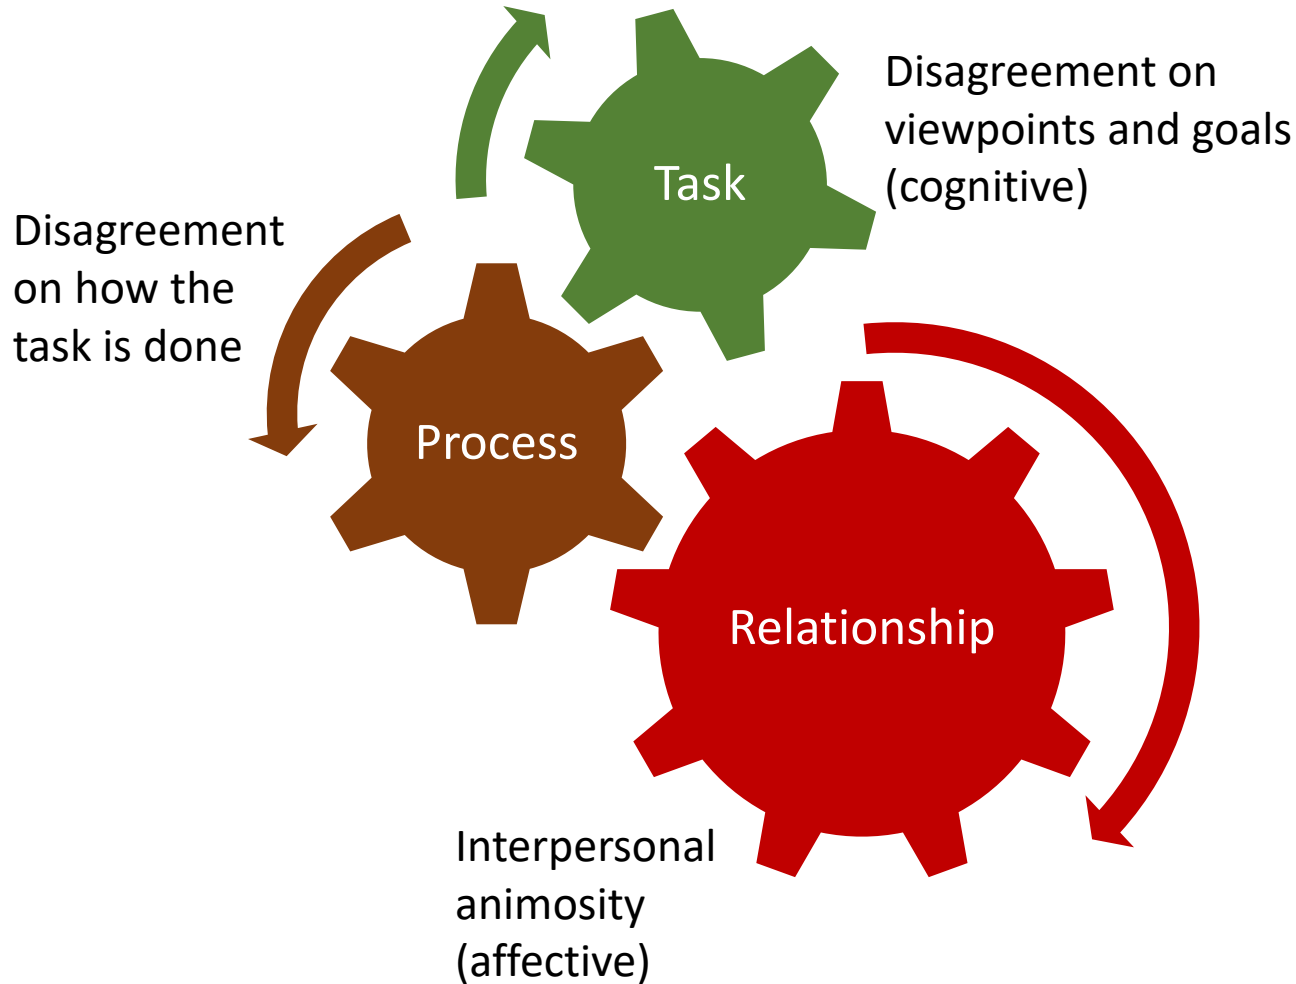 Disagreement on
viewpoints and goals
(cognitive)
Task
Disagreement
on how the
task is done
Process
Relationship
Interpersonal
animosity
(affective)